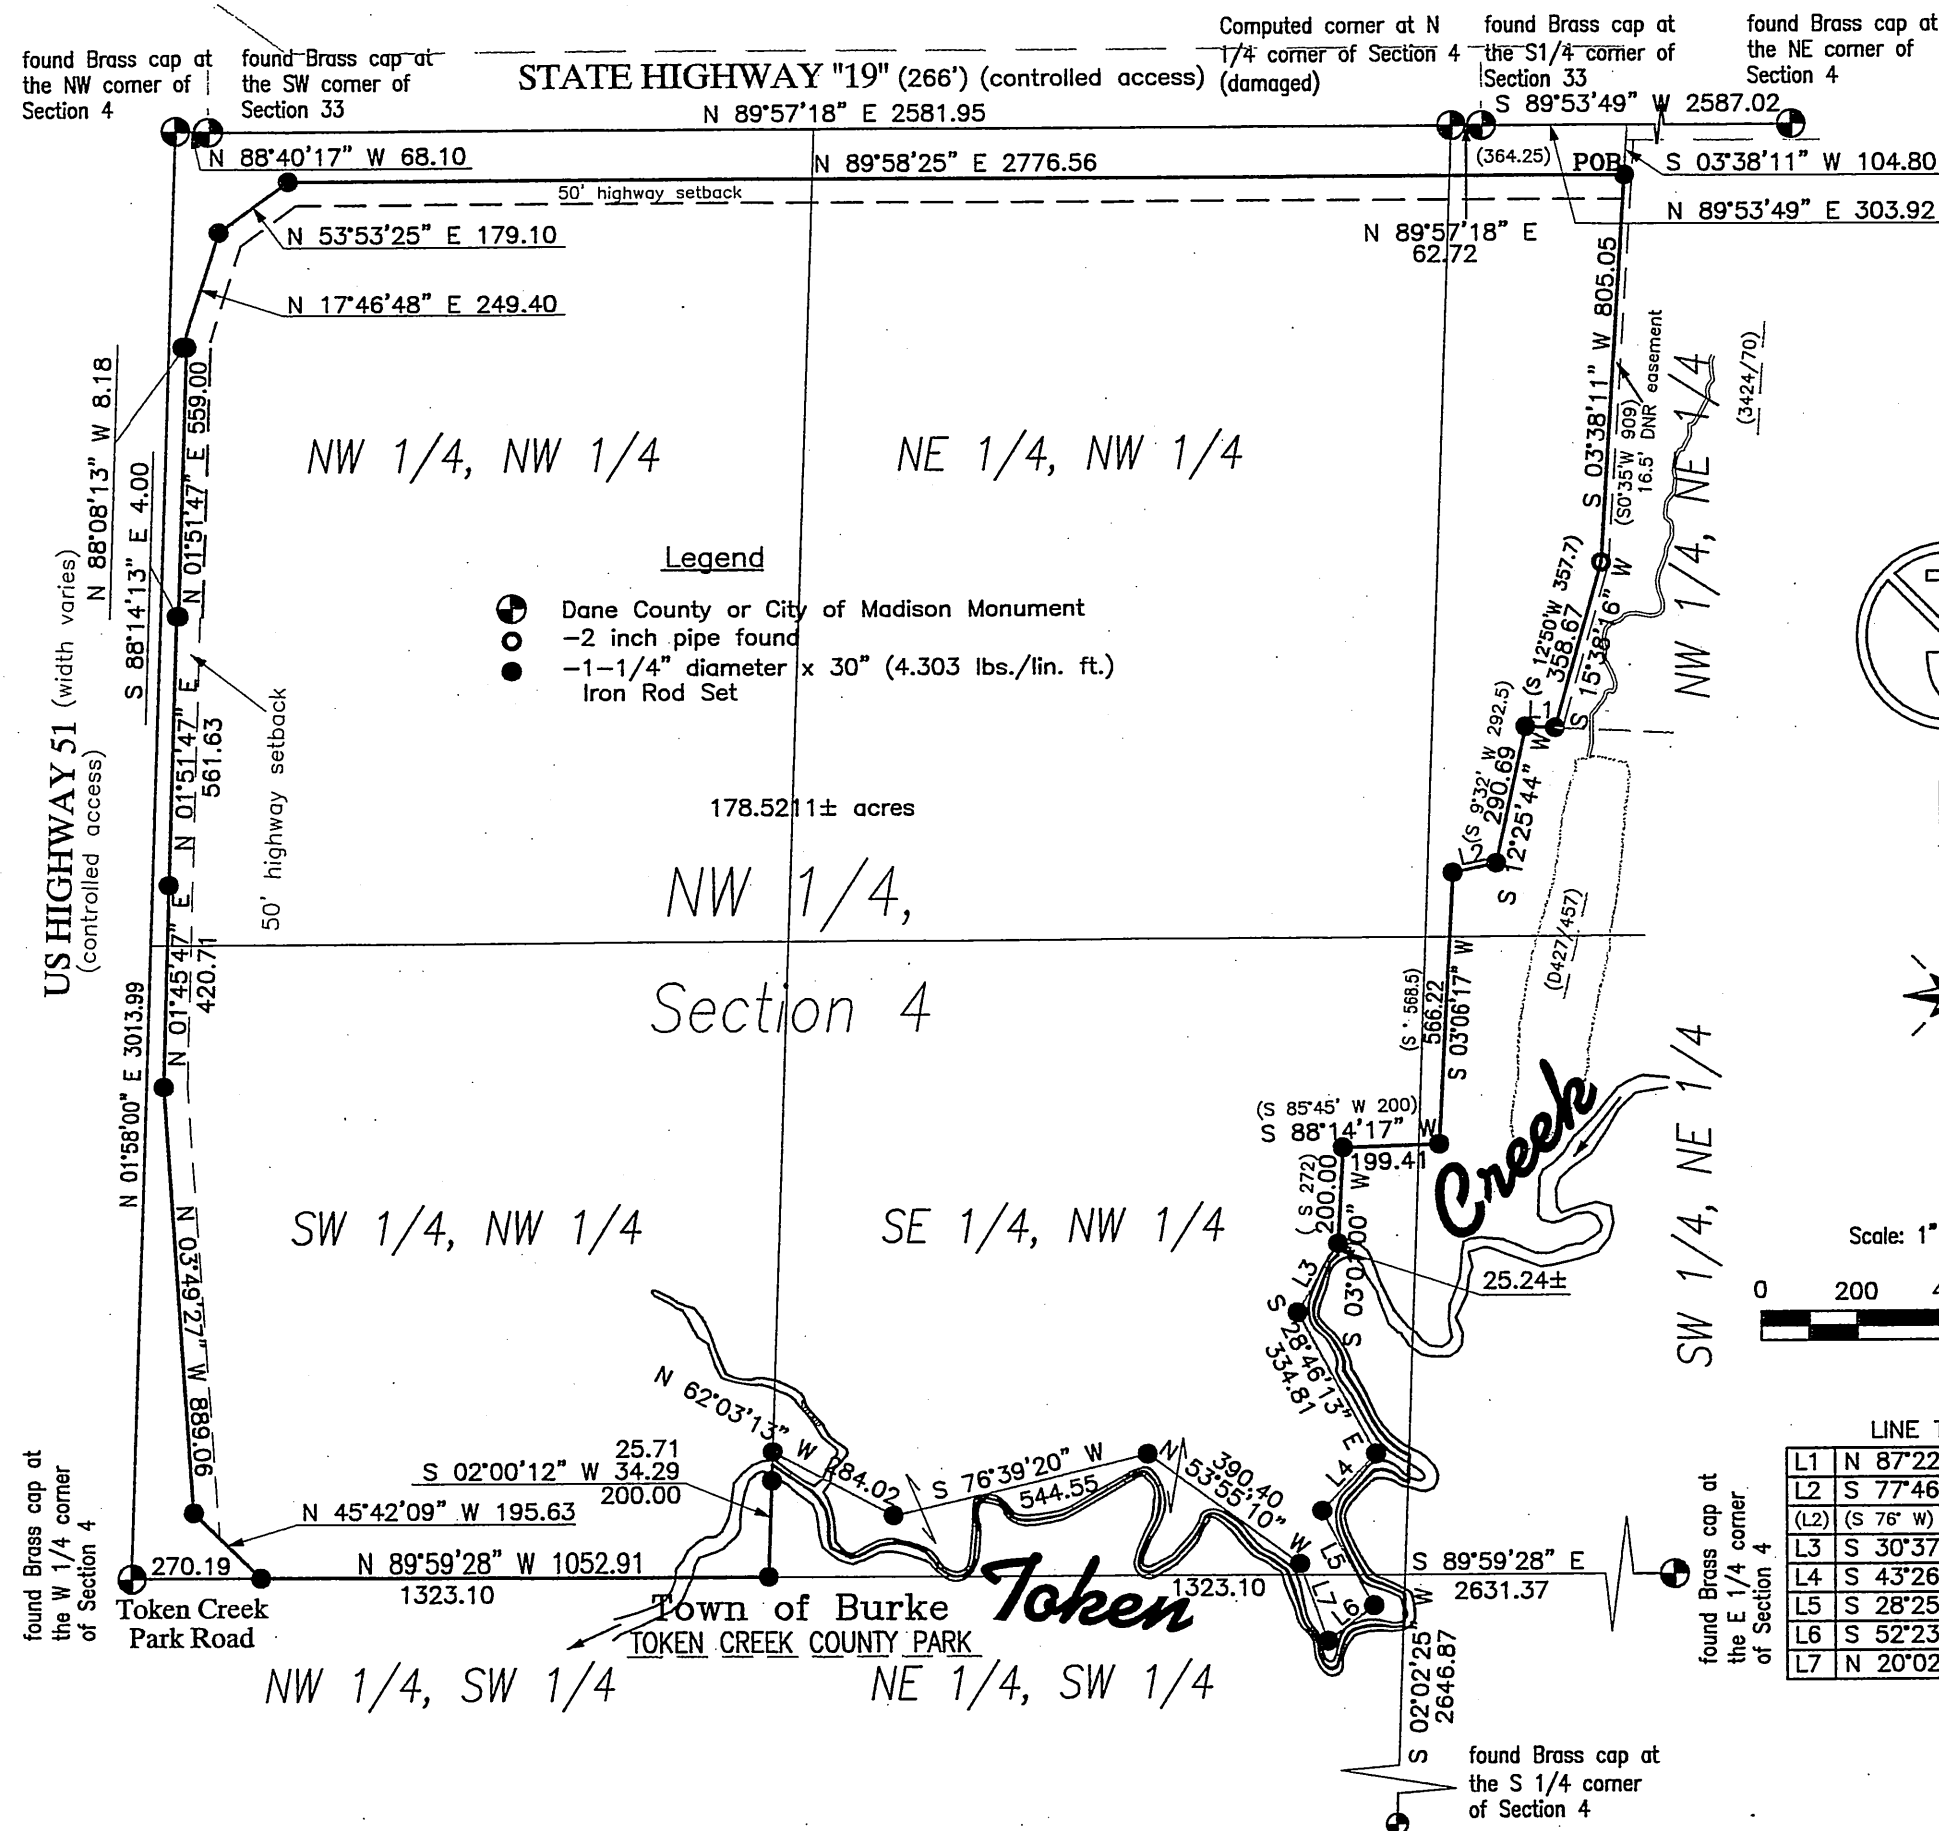 found Brass cap at
the NW corner of
Section 4
found Brass cap at
the SW corner of
Section 33
STATE HIGHWAY "19" (266') (controlled access)
Computed corner at N
1/4 corner of Section 4
(damaged)
found Brass cap at
the S1/4 corner of
Section 33
found Brass cap at
the NE corner of
Section 4
N 89°57'18" E 2581.95
S 89°53'49" W 2587.02
N 88°40'17" W 68.10
N 89°58'25" E 2776.56
(364.25)
POB
S 03°38'11" W 104.80
50' highway setback
N 89°53'49" E 303.92
N 53°53'25" E 179.10
N 89°57'18" E
62.72
N 17°46'48" E 249.40
S 03°38'11" W 805.05
(S0°35'W 909)
16.5' DNR easement
(3424/70)
N 88°08'13" W 8.18
S 88°14'13" E 4.00
N 01°51'47" E 559.00
NW 1/4, NW 1/4
NE 1/4, NW 1/4
NW 1/4, NE 1/4
Legend
Dane County or City of Madison Monument
-2 inch pipe found
-1-1/4" diameter x 30" (4.303 lbs./lin. ft.)
Iron Rod Set
(S 12°50'W 357.7)
358.67
S 15°38'16" W
L1
US HIGHWAY 51 (width varies)
(controlled access)
N 01°51'47" E
561.63
50' highway setback
178.5211± acres
(S 9°32' W 292.5)
290.69
S 12°25'44" W
L2
NW 1/4,
Section 4
N 01°45'47" E
420.71
(S ° 568.5)
566.22
S 03°06'17" W
(D427/457)
N 01°58'00" E 3013.99
(S 85°45' W 200)
S 88°14'17" W
199.41
Creek
SW 1/4, NW 1/4
SE 1/4, NW 1/4
SW 1/4, NE 1/4
( S 272)
200.00
25.24±
L3
S 28°46'13" E
334.81
Scale: 1"
0 200 4
N 03°49'27" W 889.06
N 62°03'13" W
284.02
25.71
S 02°00'12" W 34.29
200.00
S 76°39'20" W
544.55
N 53°55'10" W
390.40
L4
L5
L6
L7
N 45°42'09" W 195.63
found Brass cap at
the W 1/4 corner
of Section 4
270.19
N 89°59'28" W 1052.91
1323.10
1323.10
S 89°59'28" E
2631.37
found Brass cap at
the E 1/4 corner
of Section 4
Token Creek
Park Road
Town of Burke
Token
TOKEN CREEK COUNTY PARK
NW 1/4, SW 1/4
NE 1/4, SW 1/4
S 02°02'25" W
2646.87
found Brass cap at
the S 1/4 corner
of Section 4
LINE T
L1 N 87°22
L2 S 77°46
(L2) (S 76° W)
L3 S 30°37
L4 S 43°26
L5 S 28°25
L6 S 52°23
L7 N 20°02